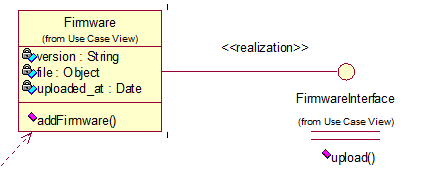 Firmware
(from Use Case View)
version : String
file : Object
uploaded_at : Date
addFirmware()
<<realization>>
FirmwareInterface
(from Use Case View)
upload()